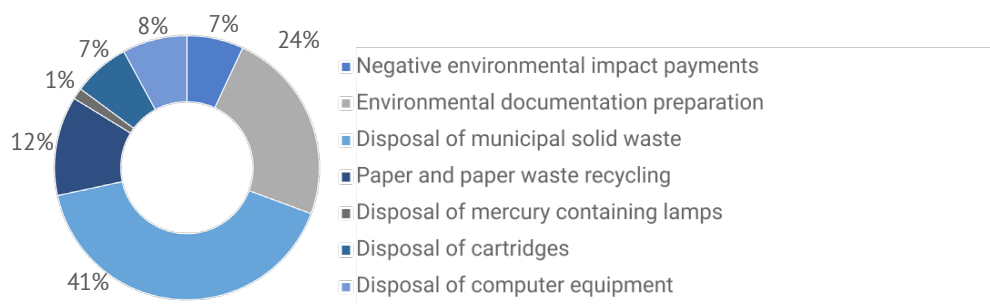 8%
7%
24%
7%
1%
12%
41%
Negative environmental impact payments
Environmental documentation preparation
Disposal of municipal solid waste
Paper and paper waste recycling
Disposal of mercury containing lamps
Disposal of cartridges
Disposal of computer equipment